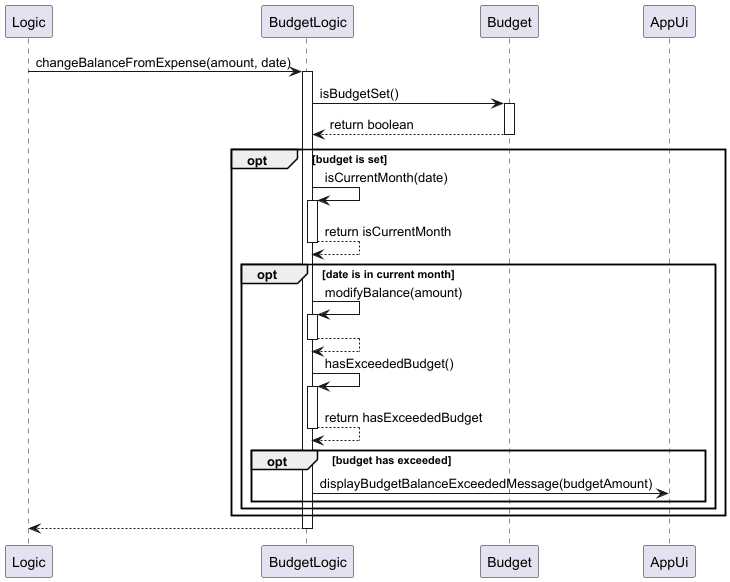 Logic BudgetLogic Budget AppUi
changeBalanceFromExpense(amount, date)
isBudgetSet()
return boolean
opt [budget is set]
isCurrentMonth(date)
return isCurrentMonth
opt [date is in current month]
modifyBalance(amount)
hasExceededBudget()
return hasExceededBudget
opt [budget has exceeded]
displayBudgetBalanceExceededMessage(budgetAmount)
Logic BudgetLogic Budget AppUi